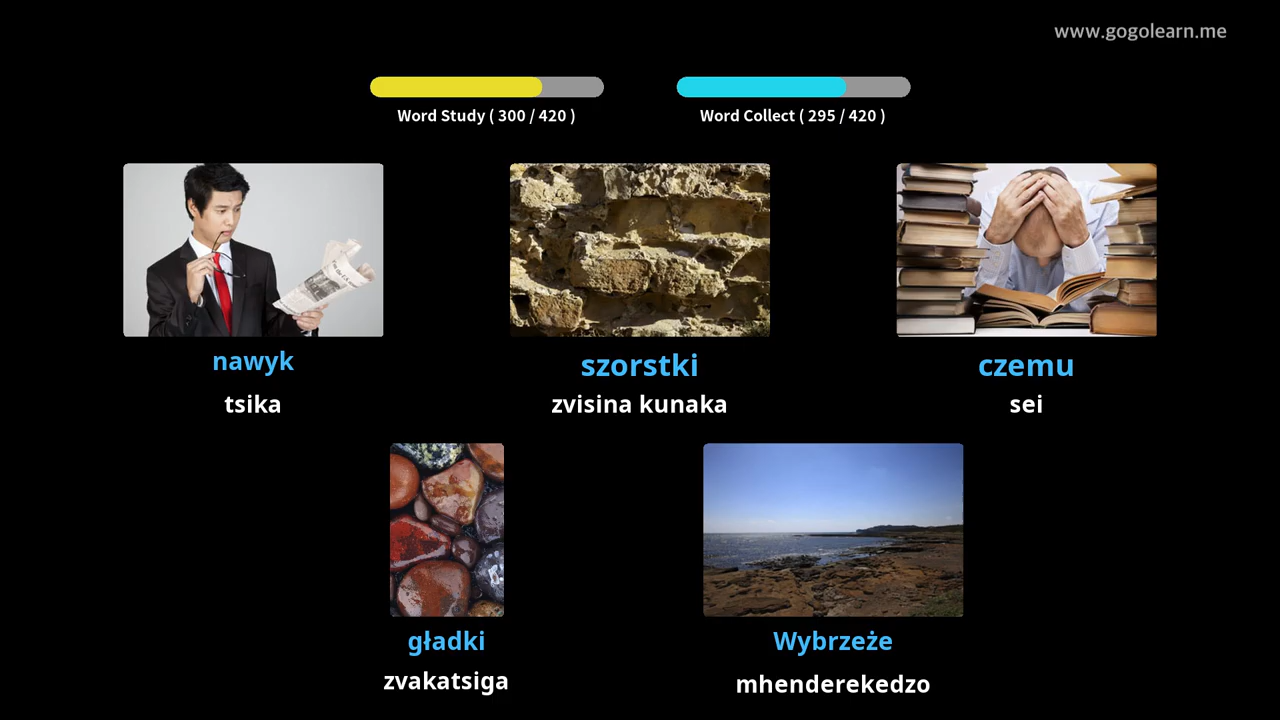 www.gogolearn.me
Word Study ( 300 / 420 )
Word Collect ( 295 / 420 )
nawyk
szorstki
czemu
tsika
zvisina kunaka
sei
gładki
Wybrzeże
zvakatsiga
mhenderekedzo